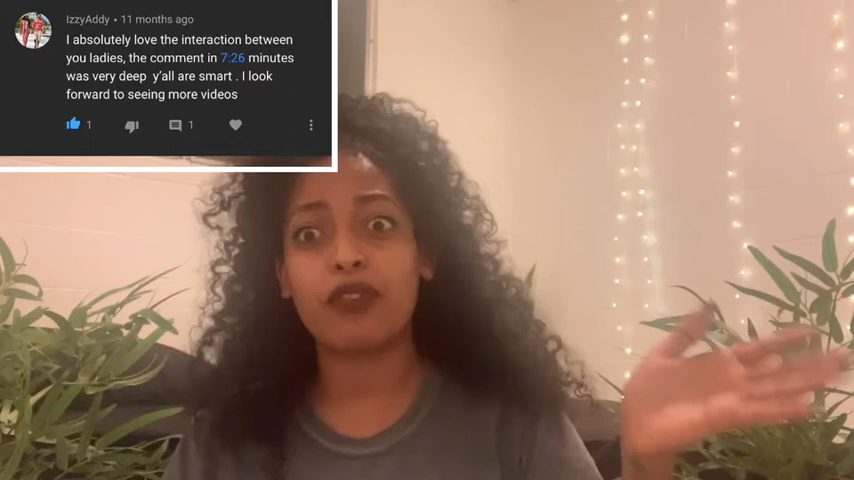 IzzyAddy • 11 months ago
I absolutely love the interaction between
you ladies, the comment in 7:26 minutes
was very deep y'all are smart . I look
forward to seeing more videos
1
1